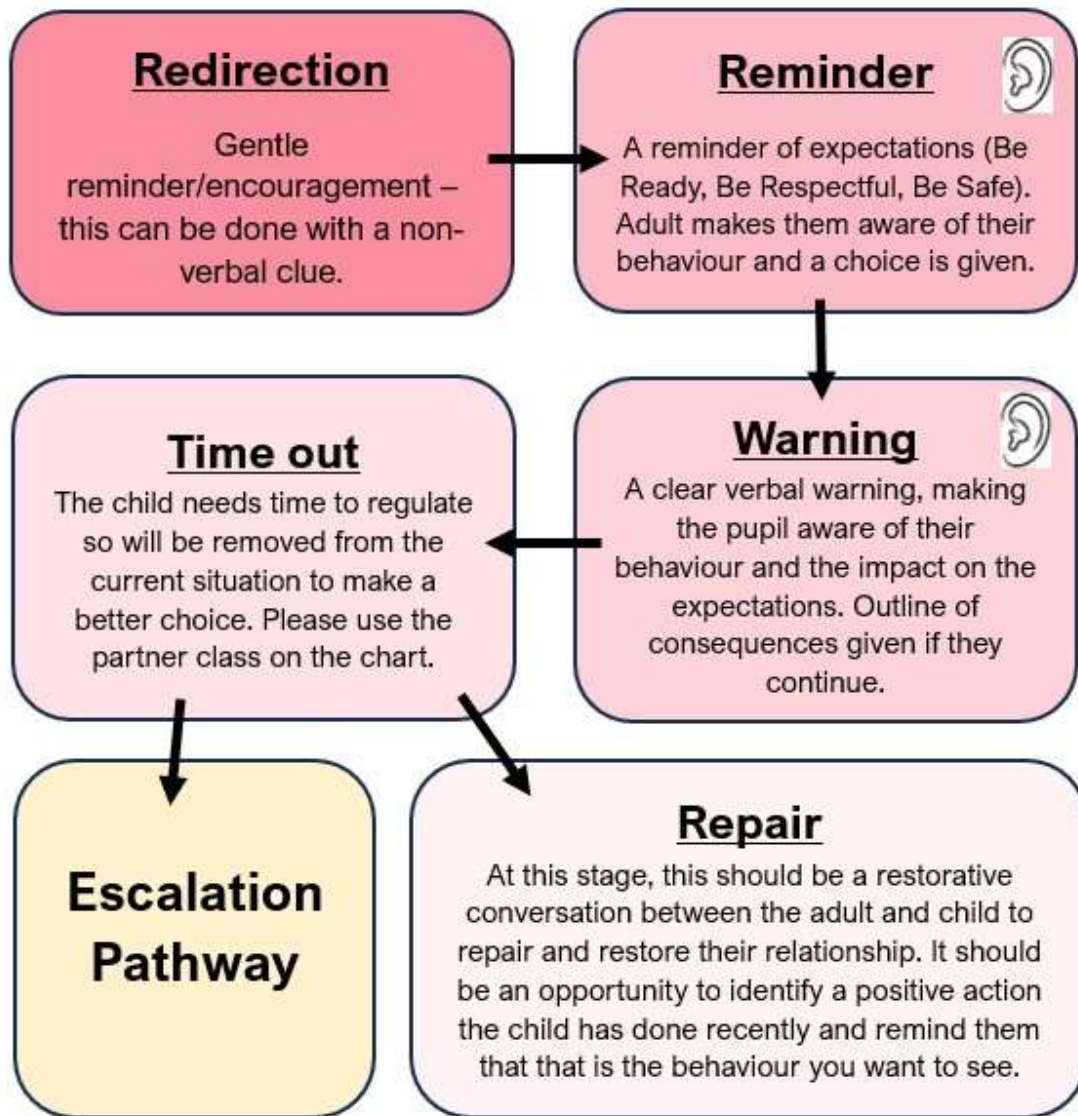 Redirection
Gentle
reminder/encouragement –
this can be done with a non-
verbal clue.
Reminder
A reminder of expectations (Be
Ready, Be Respectful, Be Safe).
Adult makes them aware of their
behaviour and a choice is given.
Warning
A clear verbal warning, making
the pupil aware of their
behaviour and the impact on the
expectations. Outline of
consequences given if they
continue.
Time out
The child needs time to regulate
so will be removed from the
current situation to make a
better choice. Please use the
partner class on the chart.
Escalation
Pathway
Repair
At this stage, this should be a restorative
conversation between the adult and child to
repair and restore their relationship. It should
be an opportunity to identify a positive action
the child has done recently and remind them
that that is the behaviour you want to see.